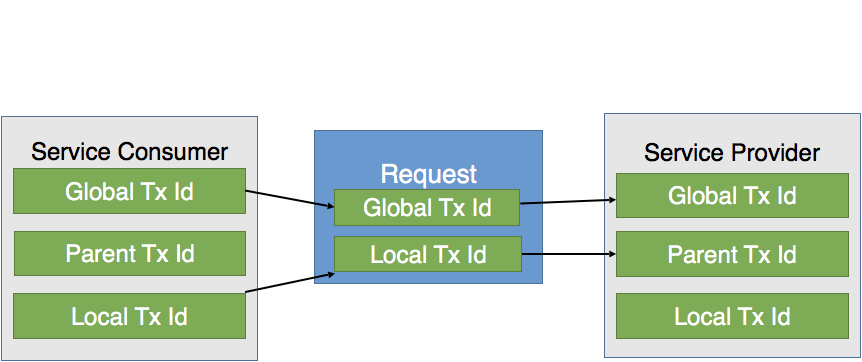 Service Consumer
Global Tx Id
Parent Tx Id
Local Tx Id
Request
Global Tx Id
Local Tx Id
Service Provider
Global Tx Id
Parent Tx Id
Local Tx Id